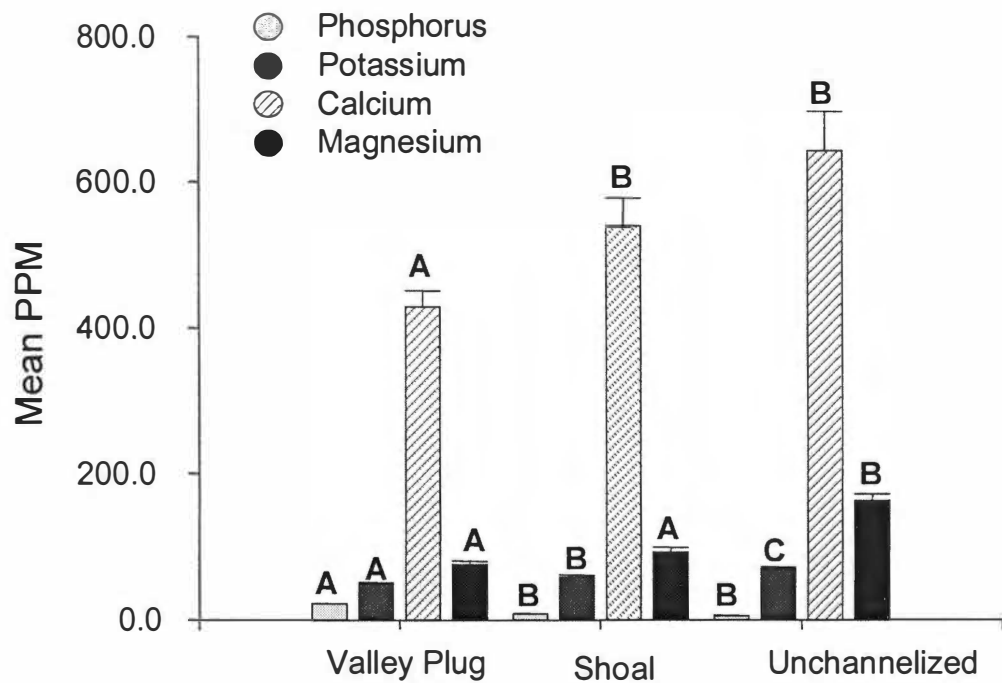 Phosphorus
Potassium
Calcium
Magnesium
Mean PPM
800.0
600.0
400.0
200.0
0.0
A
A
A
A
B
B
B
A
B
C
B
B
Valley Plug
Shoal
Unchannelized